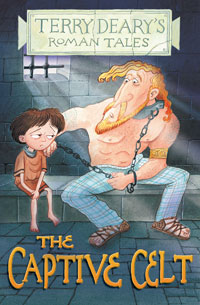 TERRY DEARY'S
ROMAN TALES
THE
CAPTIVE CELT